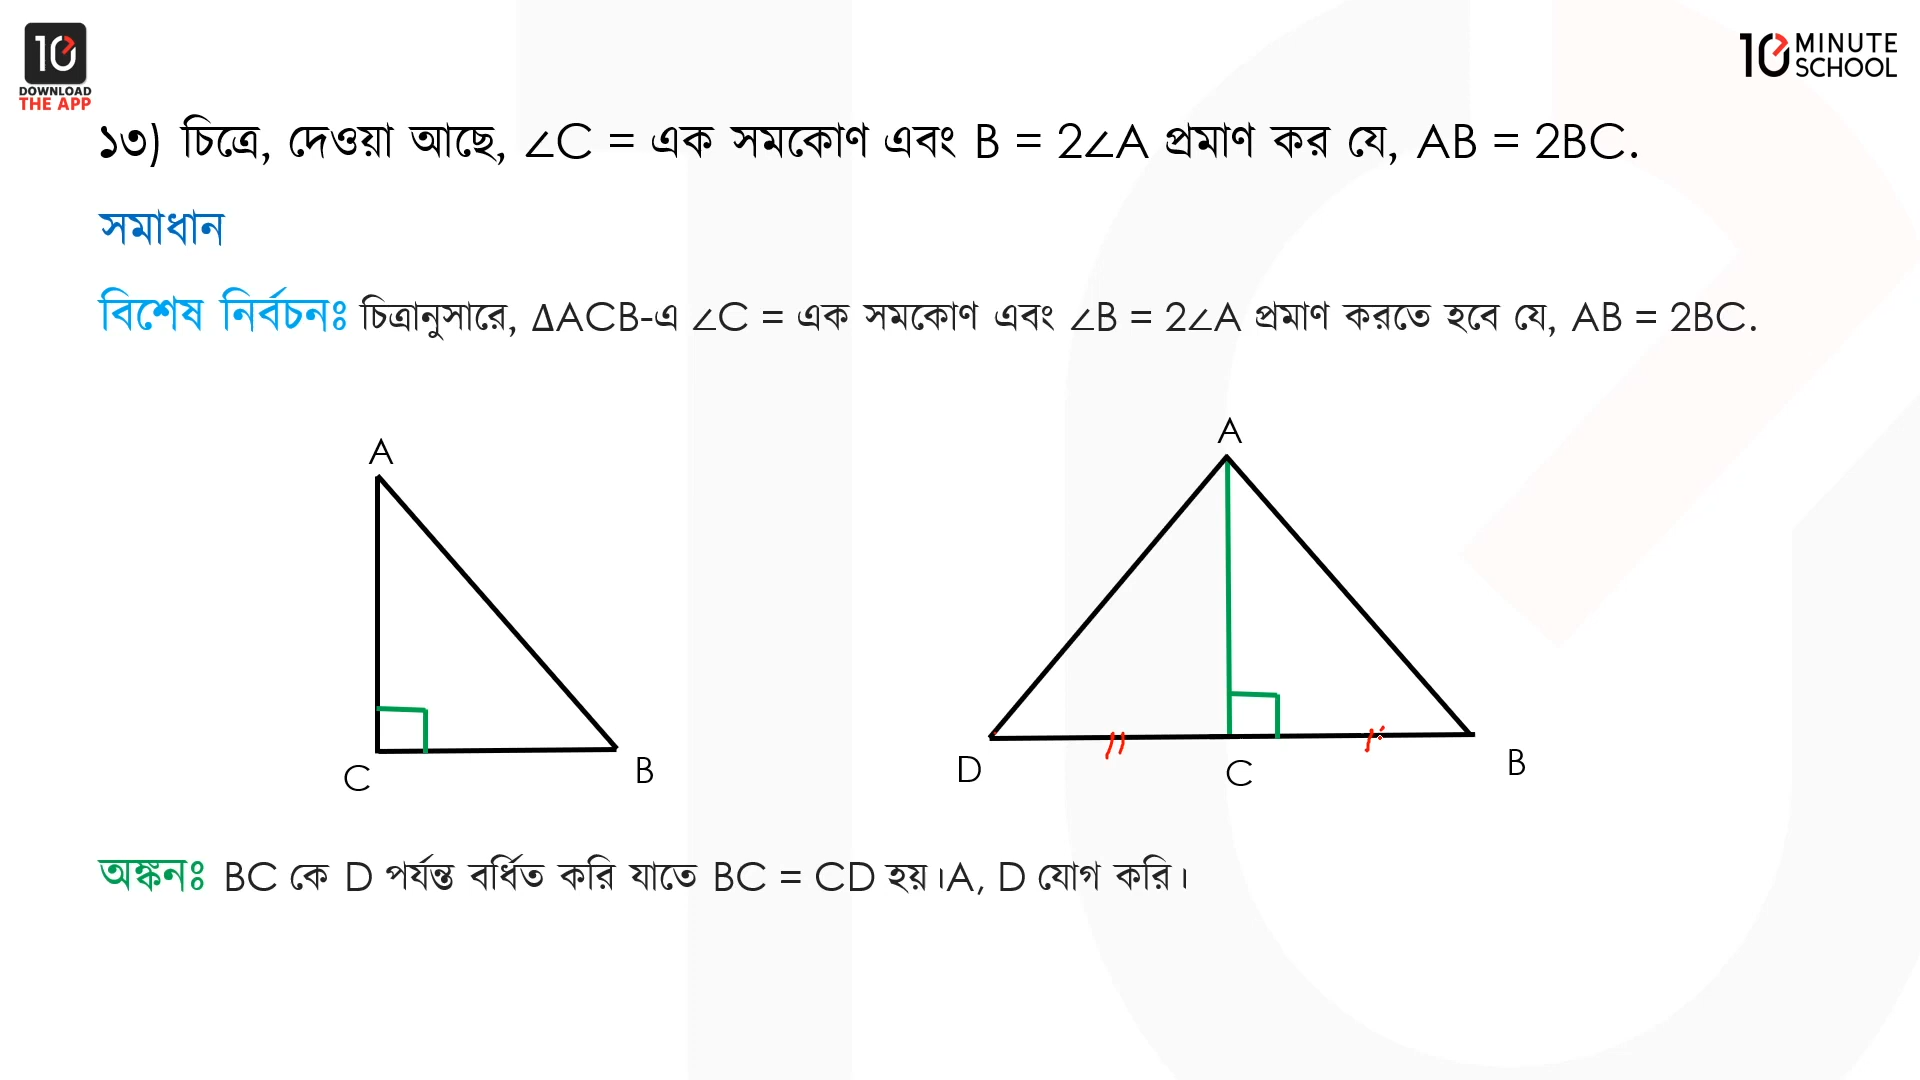 10
DOWNLOAD
THE APP
10 MINUTE
SCHOOL
১৩) চিত্রে, দেওয়া আছে, ∠C = এক সমকোণ এবং B = 2∠A প্রমাণ কর যে, AB = 2BC.
সমাধান
বিশেষ নির্বচনঃ চিত্রানুসারে, ΔACB-এ ∠C = এক সমকোণ এবং ∠B = 2∠A প্রমাণ করতে হবে যে, AB = 2BC.
A
C
B
A
D
C
B
অঙ্কনঃ BC কে D পর্যন্ত বর্ধিত করি যাতে BC = CD হয়।A, D যোগ করি।